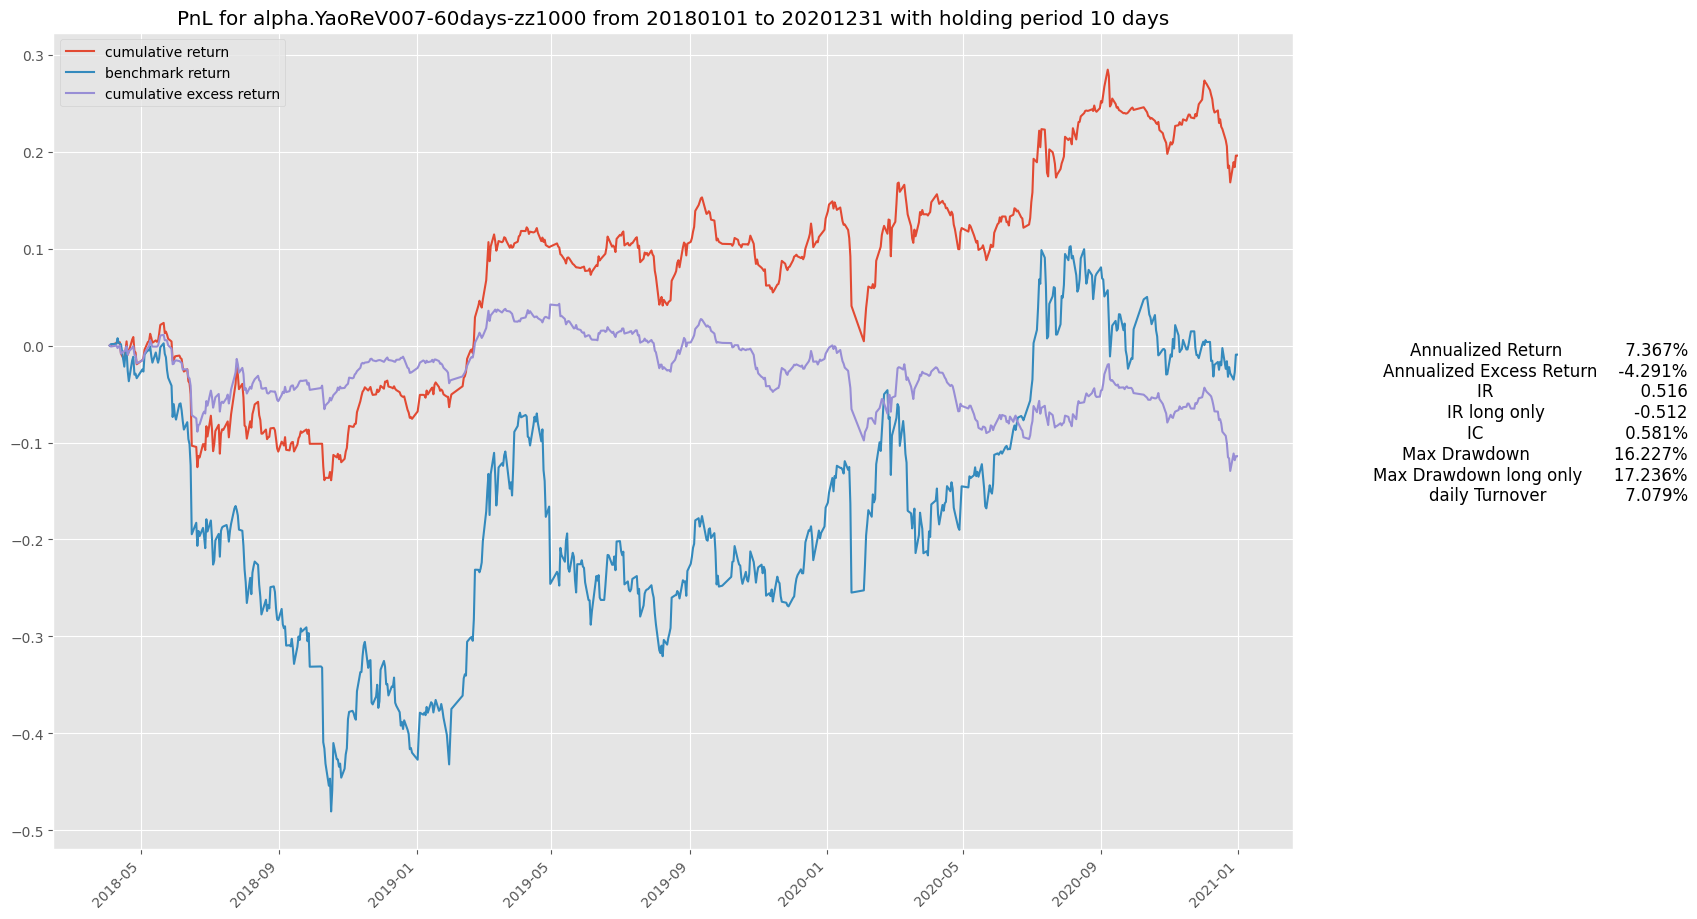 PnL for alpha.YaoReV007-60days-zz1000 from 20180101 to 20201231 with holding period 10 days
cumulative return
benchmark return
cumulative excess return
0.3
0.2
0.1
0.0
−0.1
−0.2
−0.3
−0.4
−0.5
2018-05
2018-09
2019-01
2019-05
2019-09
2020-01
2020-05
2020-09
2021-01
Annualized Return 7.367%
Annualized Excess Return -4.291%
IR 0.516
IR long only -0.512
IC 0.581%
Max Drawdown 16.227%
Max Drawdown long only 17.236%
daily Turnover 7.079%